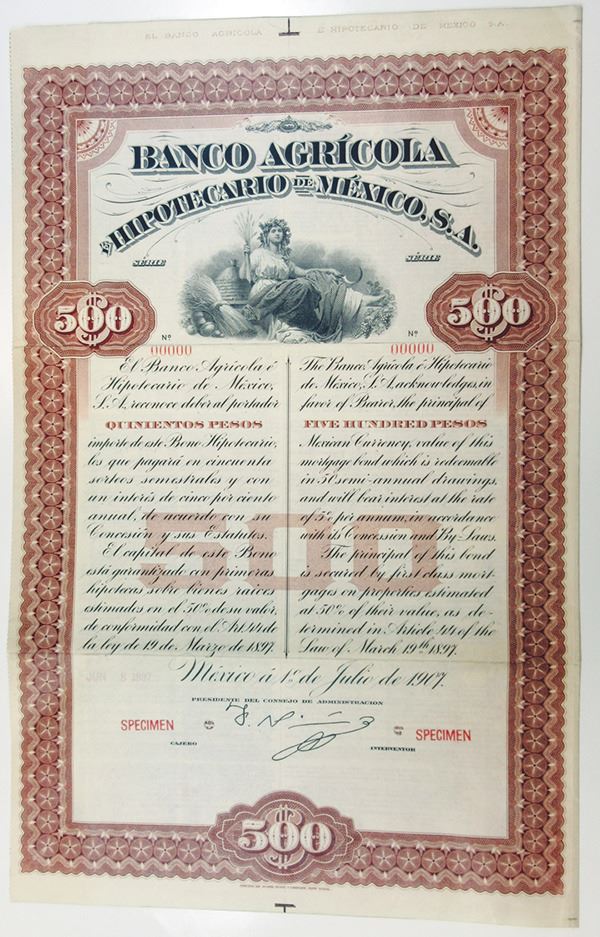 EL BANCO AGRICOLA É HIPOTECARIO DE MEXICO S.A.
BANCO AGRÍCOLA
É HIPOTECARIO DE MÉXICO, S.A.
SÉRIE SÉRIE
$500 $500
Nº 00000
Nº 00000
El Banco Agrícola é
Hipotecario de México,
S.A. reconoce deber al portador
QUINIENTOS PESOS
importe de este Bono Hipotecario,
los que pagará en cincuenta
sorteos semestrales y con
un interés de cinco por ciento
anual, de acuerdo con su
Concesión y sus Estatutos.
El capital de este Bono
está garantizado con primeras
hipotecas sobre bienes raíces
estimados en el 50% de su valor,
de conformidad con el Art. 44 de
la ley de 19 de Marzo de 1897.
The Banco Agrícola é Hipotecario
de México, S.A. acknowledges, in
favor of Bearer, the principal of
FIVE HUNDRED PESOS
Mexican Currency, value of this
mortgage bond which is redeemable
in 50 semi-annual drawings,
and will bear interest at the rate
of 5% per annum, in accordance
with its Concession and By-Laws.
The principal of this bond
is secured by first class mort-
gages on properties estimated
at 50% of their value, as de-
termined in Article 44 of the
Law of March 19th 1897.
500
México á 1º de Julio de 1907.
JUN 8 1897
PRESIDENTE DEL CONSEJO DE ADMINISTRACION
SPECIMEN SPECIMEN
CAJERO
INTERVENTOR
$500